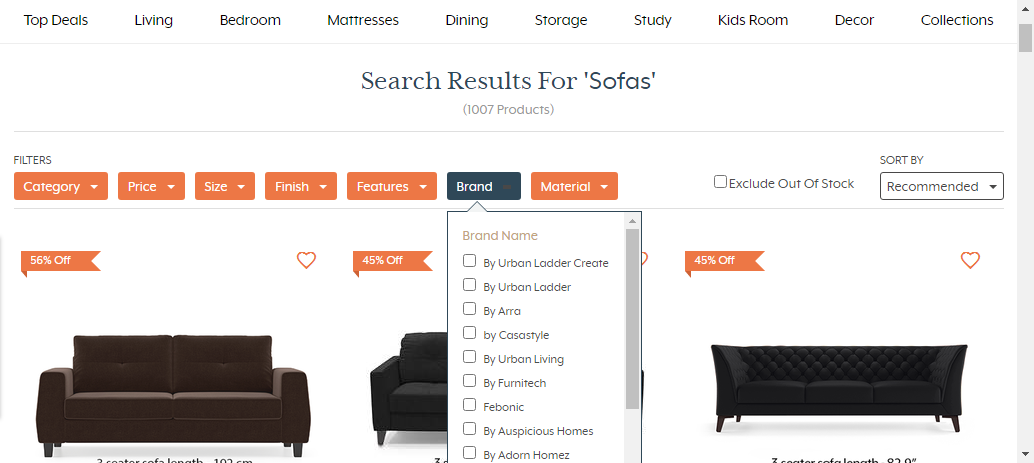 Top Deals Living Bedroom Mattresses Dining Storage Study Kids Room Decor Collections
Search Results For 'Sofas'
(1007 Products)
FILTERS
SORT BY
Category Price Size Finish Features Brand Material
Exclude Out Of Stock
Recommended
Brand Name
By Urban Ladder Create
By Urban Ladder
By Arra
by Casastyle
By Urban Living
By Furnitech
Febonic
By Auspicious Homes
By Adorn Homez
56% Off
45% Off
45% Off
3 seater sofa length - 192 cm
3 seater sofa length - 82.9"